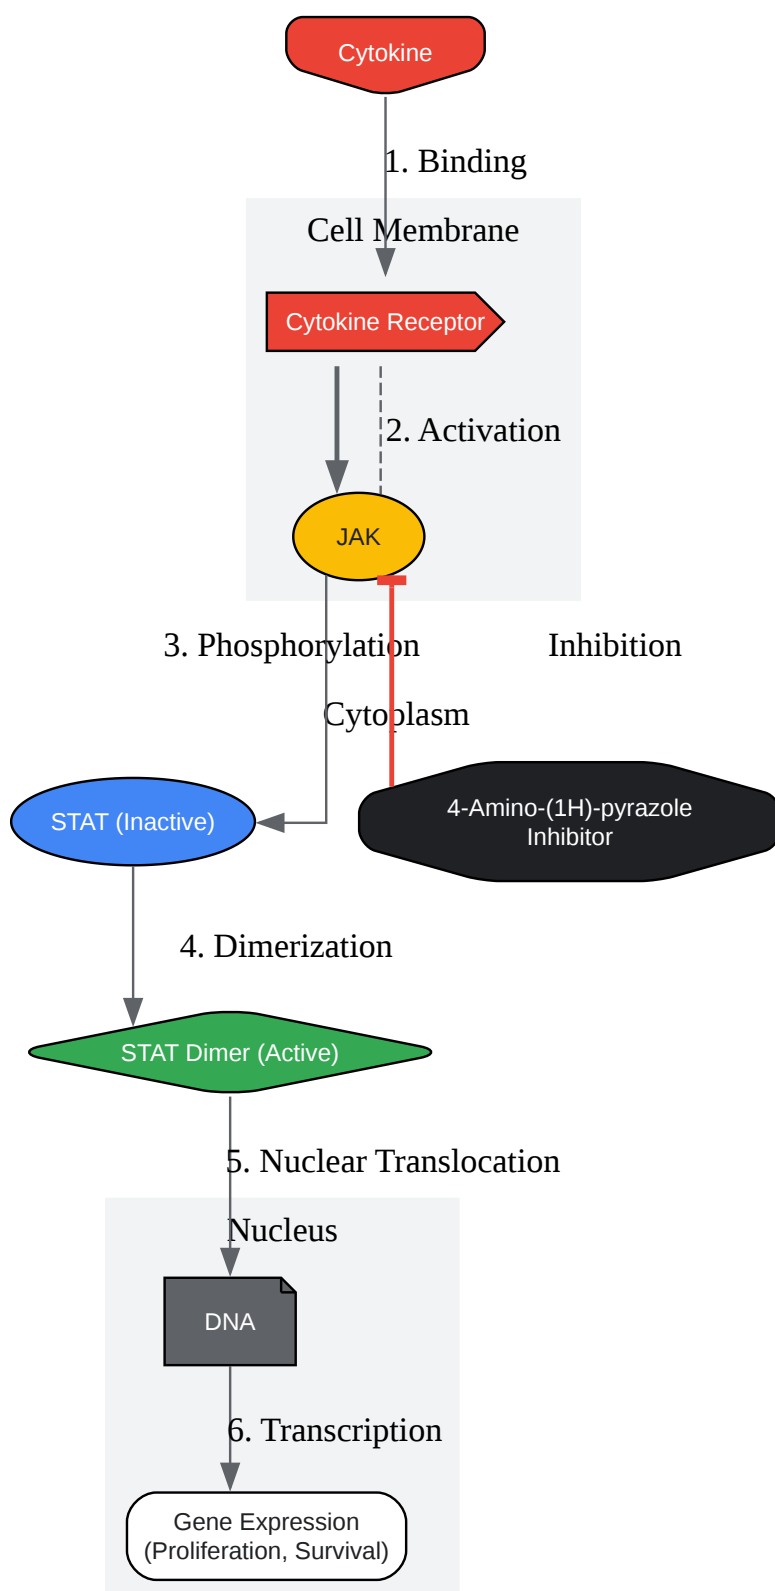 Cytokine
1. Binding
Cell Membrane
Cytokine Receptor
2. Activation
JAK
3. Phosphorylation
Inhibition
Cytoplasm
STAT (Inactive)
4-Amino-(1H)-pyrazole
Inhibitor
4. Dimerization
STAT Dimer (Active)
5. Nuclear Translocation
Nucleus
DNA
6. Transcription
Gene Expression
(Proliferation, Survival)